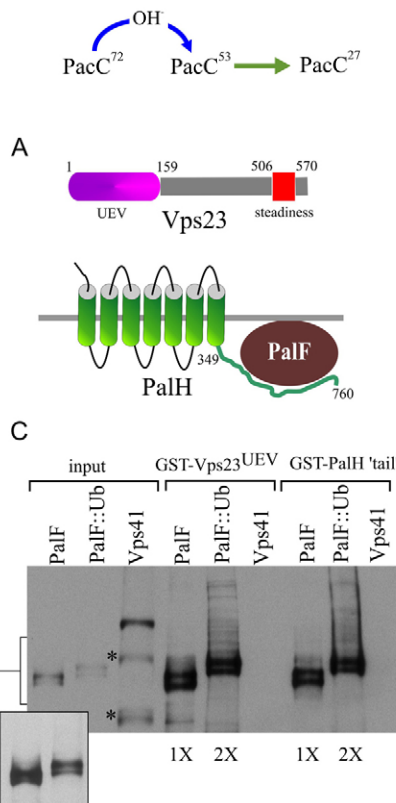 OH-
PacC72 PacC53 PacC27
A
1 159 506 570
UEV steadiness
Vps23
PalF
PalH 349 760
C
input GST-Vps23UEV GST-PalH 'tail
PalF PalF::Ub Vps41 PalF PalF::Ub Vps41 PalF PalF::Ub Vps41
*
*
1X 2X 1X 2X